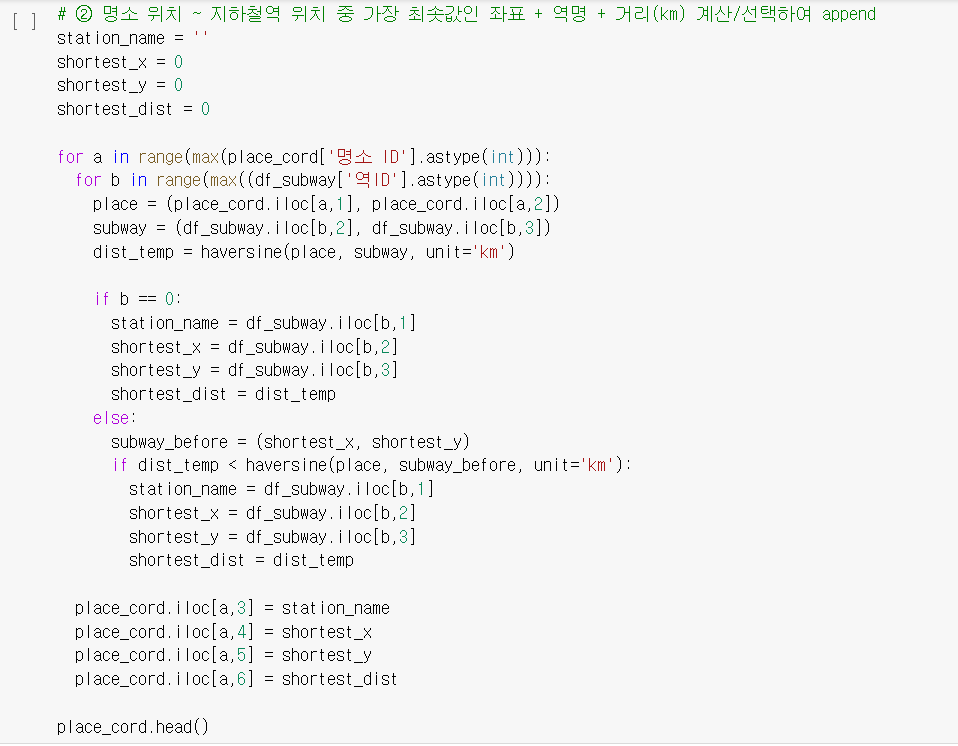 [ ] # ② 명소 위치 ~ 지하철역 위치 중 가장 최솟값인 좌표 + 역명 + 거리(km) 계산/선택하여 append
station_name = ''
shortest_x = 0
shortest_y = 0
shortest_dist = 0

for a in range(max(place_cord['명소 ID'].astype(int))):
  for b in range(max((df_subway['역ID'].astype(int)))):
    place = (place_cord.iloc[a,1], place_cord.iloc[a,2])
    subway = (df_subway.iloc[b,2], df_subway.iloc[b,3])
    dist_temp = haversine(place, subway, unit='km')

    if b == 0:
      station_name = df_subway.iloc[b,1]
      shortest_x = df_subway.iloc[b,2]
      shortest_y = df_subway.iloc[b,3]
      shortest_dist = dist_temp
    else:
      subway_before = (shortest_x, shortest_y)
      if dist_temp < haversine(place, subway_before, unit='km'):
        station_name = df_subway.iloc[b,1]
        shortest_x = df_subway.iloc[b,2]
        shortest_y = df_subway.iloc[b,3]
        shortest_dist = dist_temp

  place_cord.iloc[a,3] = station_name
  place_cord.iloc[a,4] = shortest_x
  place_cord.iloc[a,5] = shortest_y
  place_cord.iloc[a,6] = shortest_dist

place_cord.head()